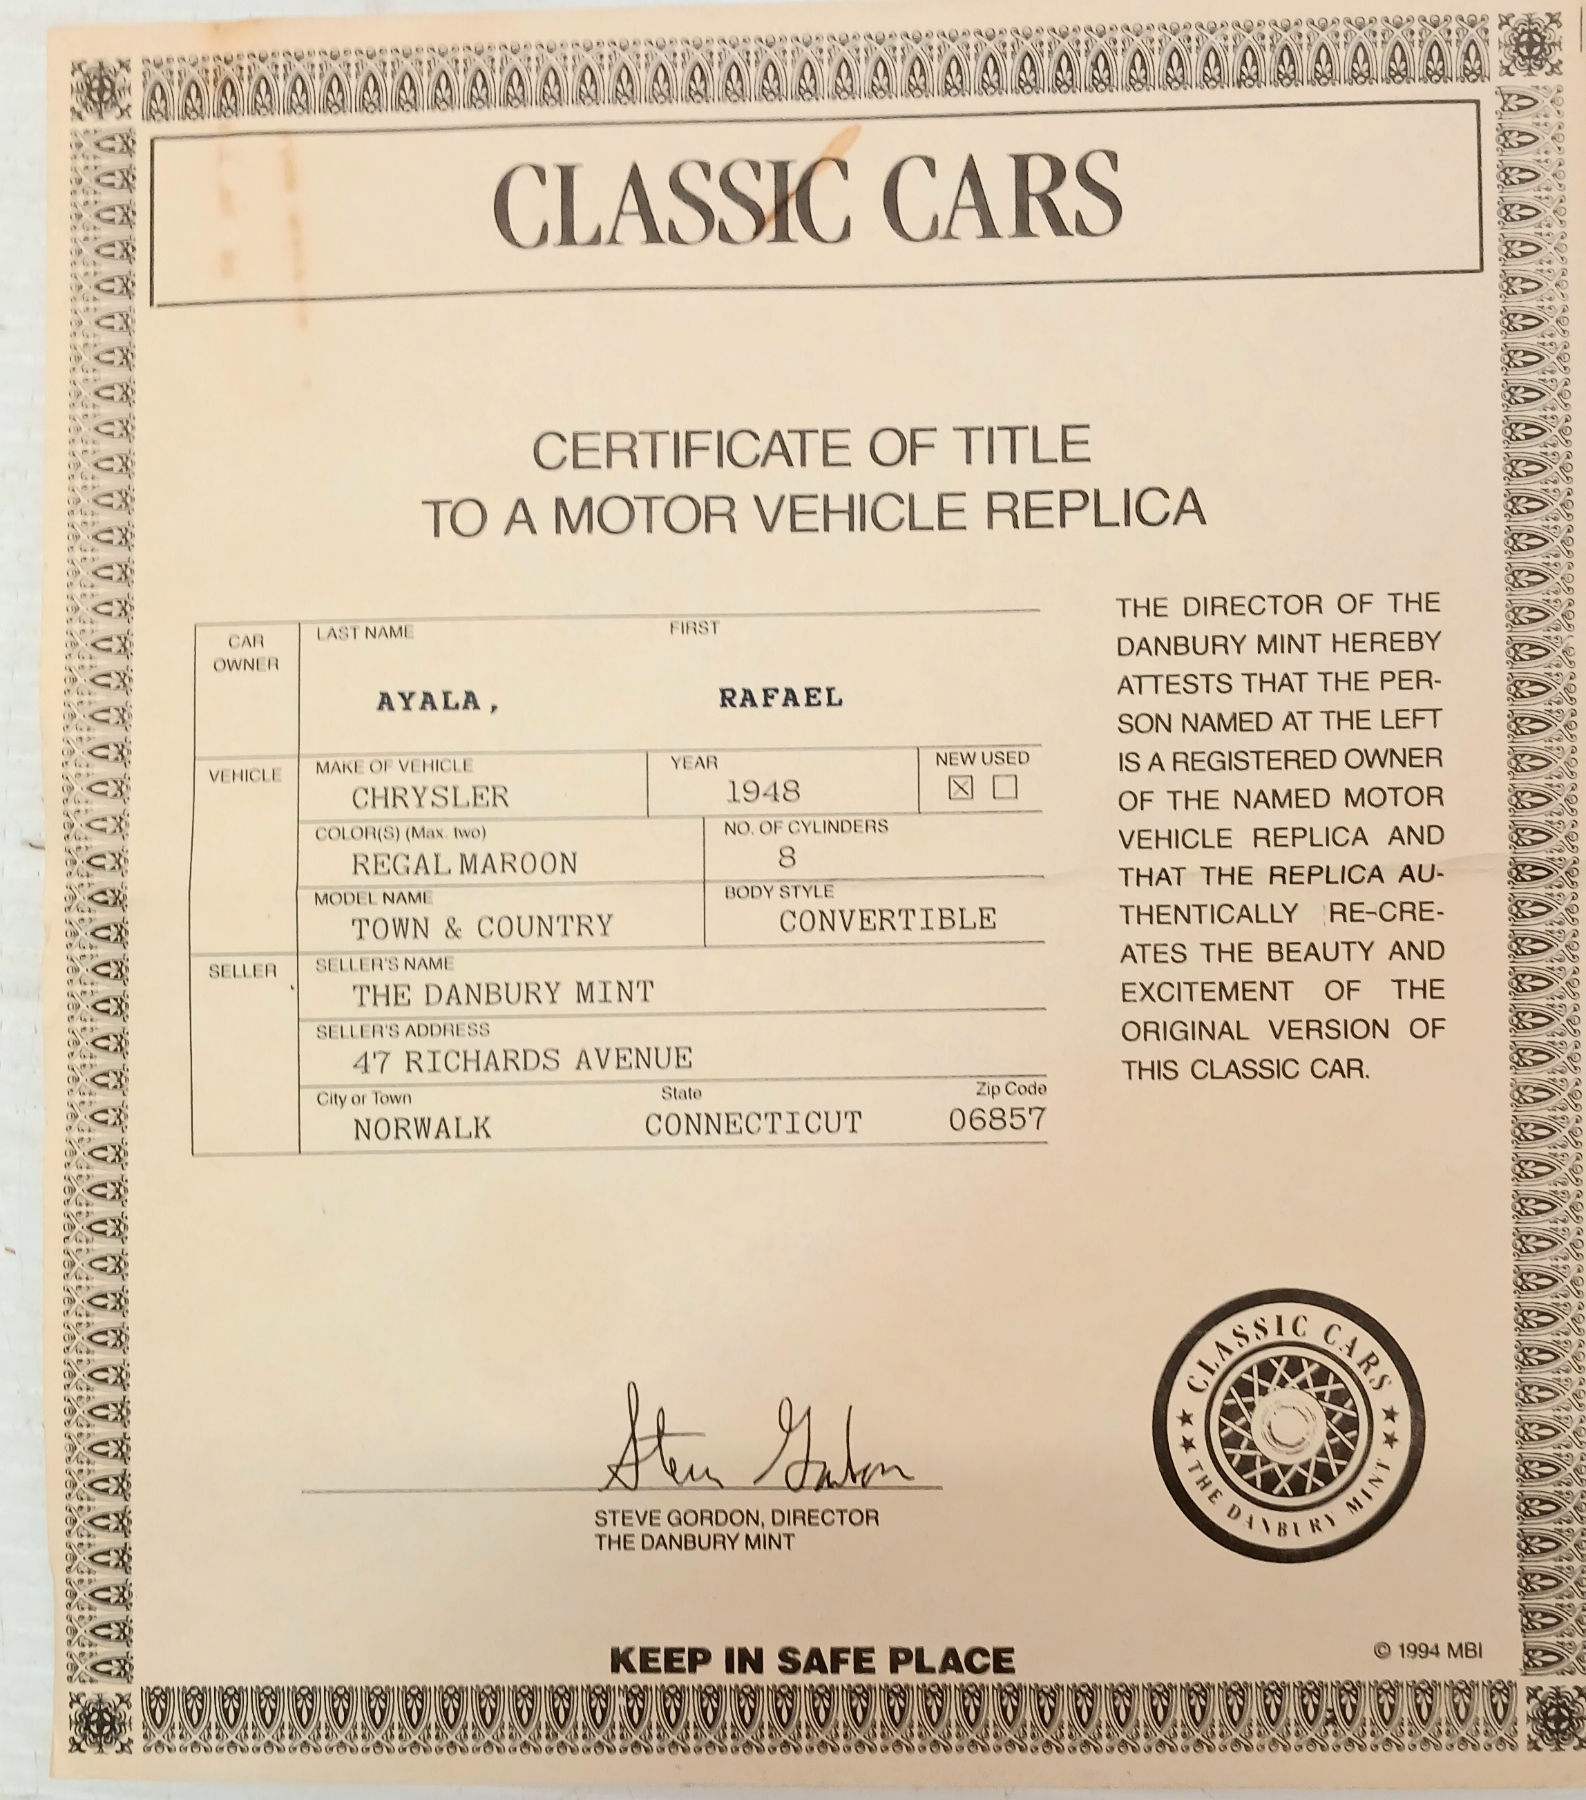 CLASSIC CARS
CERTIFICATE OF TITLE
TO A MOTOR VEHICLE REPLICA
CAR
OWNER
LAST NAME FIRST
AYALA, RAFAEL
VEHICLE
MAKE OF VEHICLE YEAR NEW USED
CHRYSLER 1948 ☒ ☐
COLOR(S) (Max. two) NO. OF CYLINDERS
REGAL MAROON 8
MODEL NAME BODY STYLE
TOWN & COUNTRY CONVERTIBLE
SELLER
SELLER'S NAME
THE DANBURY MINT
SELLER'S ADDRESS
47 RICHARDS AVENUE
City or Town State Zip Code
NORWALK CONNECTICUT 06857
THE DIRECTOR OF THE
DANBURY MINT HEREBY
ATTESTS THAT THE PER-
SON NAMED AT THE LEFT
IS A REGISTERED OWNER
OF THE NAMED MOTOR
VEHICLE REPLICA AND
THAT THE REPLICA AU-
THENTICALLY RE-CRE-
ATES THE BEAUTY AND
EXCITEMENT OF THE
ORIGINAL VERSION OF
THIS CLASSIC CAR.
Steve Gordon
STEVE GORDON, DIRECTOR
THE DANBURY MINT
CLASSIC CARS
THE DANBURY MINT
KEEP IN SAFE PLACE
© 1994 MBI